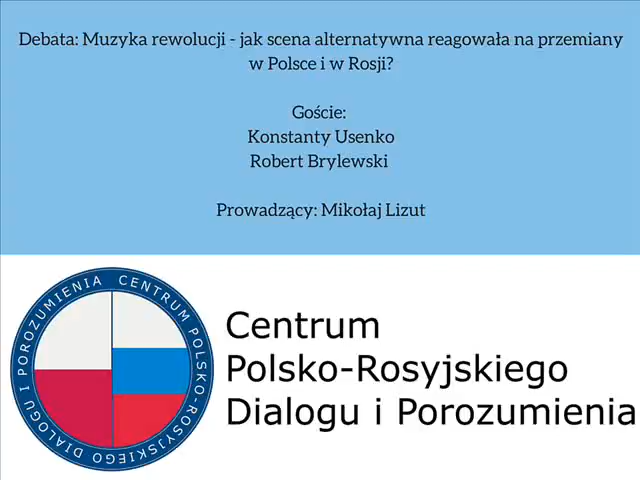 Debata: Muzyka rewolucji - jak scena alternatywna reagowała na przemiany
w Polsce i w Rosji?
Goście:
Konstanty Usenko
Robert Brylewski
Prowadzący: Mikołaj Lizut
CENTRUM POLSKO-ROSYJSKIEGO DIALOGU I POROZUMIENIA
Centrum
Polsko-Rosyjskiego
Dialogu i Porozumienia